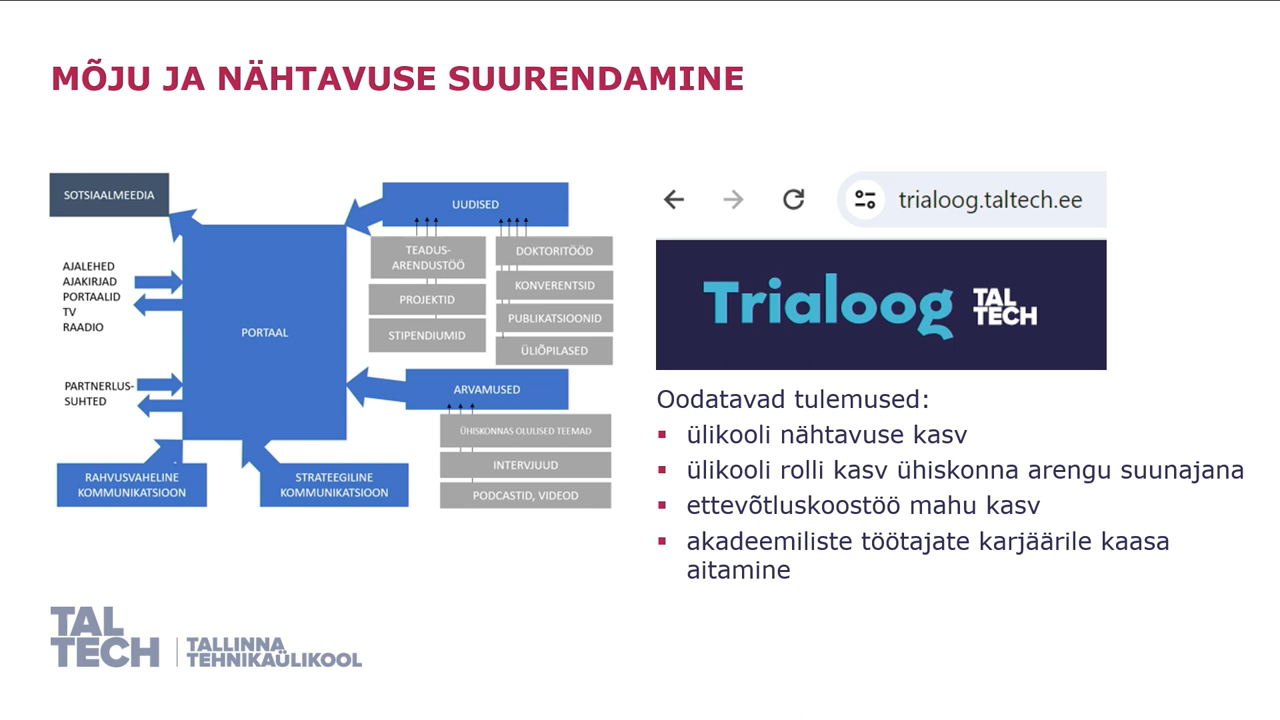 MÕJU JA NÄHTAVUSE SUURENDAMINE
SOTSIAALMEEDIA
AJALEHED
AJAKIRJAD
PORTAALID
TV
RAADIO
PARTNERLUS-
SUHTED
PORTAAL
RAHVUSVAHELINE
KOMMUNIKATSIOON
STRATEEGILINE
KOMMUNIKATSIOON
UUDISED
TEADUS-
ARENDUSTÖÖ
PROJEKTID
STIPENDIUMID
DOKTORITÖÖD
KONVERENTSID
PUBLIKATSIOONID
ÜLIÕPILASED
ARVAMUSED
ÜHISKONNAS OLULISED TEEMAD
INTERVJUUD
PODCASTID, VIDEOD
trialoog.taltech.ee
Trialoog
TAL
TECH
Oodatavad tulemused:
▪ ülikooli nähtavuse kasv
▪ ülikooli rolli kasv ühiskonna arengu suunajana
▪ ettevõtluskoostöö mahu kasv
▪ akadeemiliste töötajate karjäärile kaasa
aitamine
TAL
TECH
TALLINNA
TEHNIKAÜLIKOOL